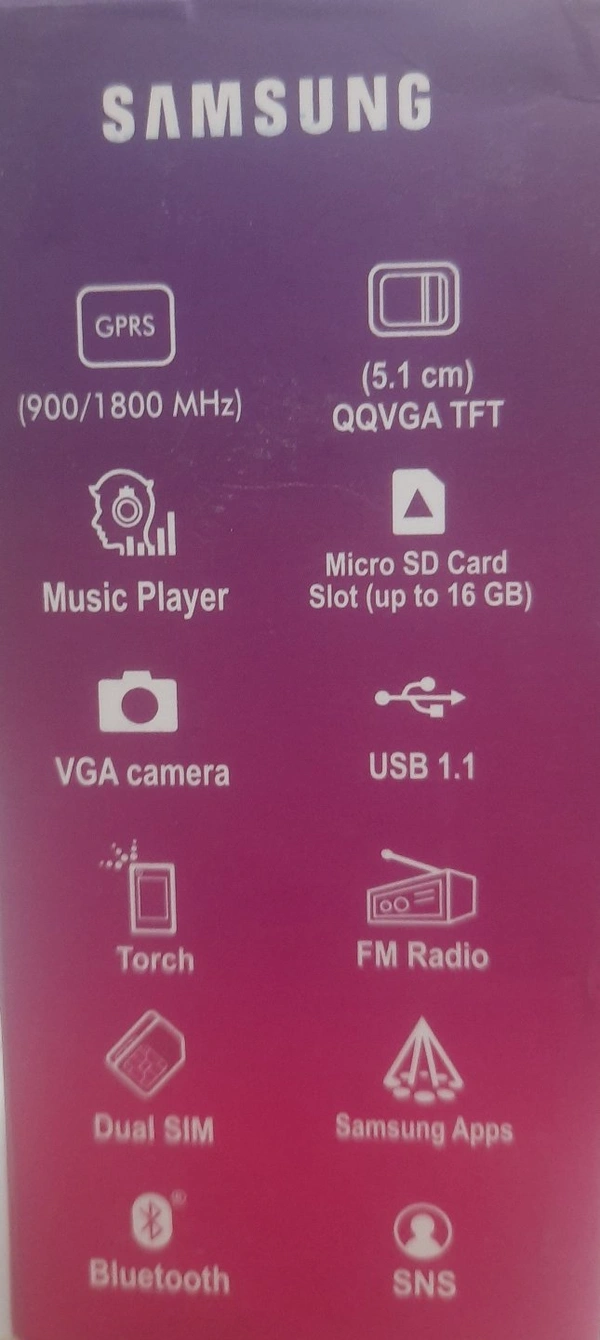 SAMSUNG
GPRS
(900/1800 MHz)
(5.1 cm)
QQVGA TFT
Music Player
Micro SD Card
Slot (up to 16 GB)
VGA camera
USB 1.1
Torch
FM Radio
Dual SIM
Samsung Apps
®
Bluetooth
SNS